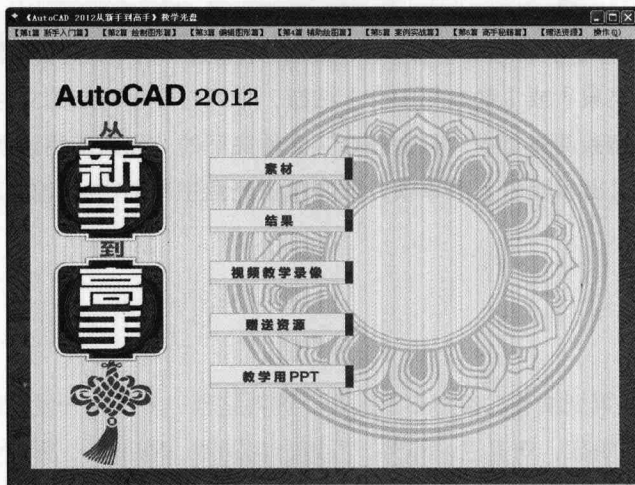 《AutoCAD 2012从新手到高手》教学光盘
【第1篇 新手入门篇】 【第2篇 绘制图形篇】 【第3篇 编辑图形篇】 【第4篇 辅助绘图篇】 【第5篇 案例实战篇】 【第6篇 高手秘籍篇】 【赠送资源】 操作(Q)
AutoCAD 2012
从
新
手
到
高
手
素材
结果
视频教学录像
赠送资源
教学用PPT